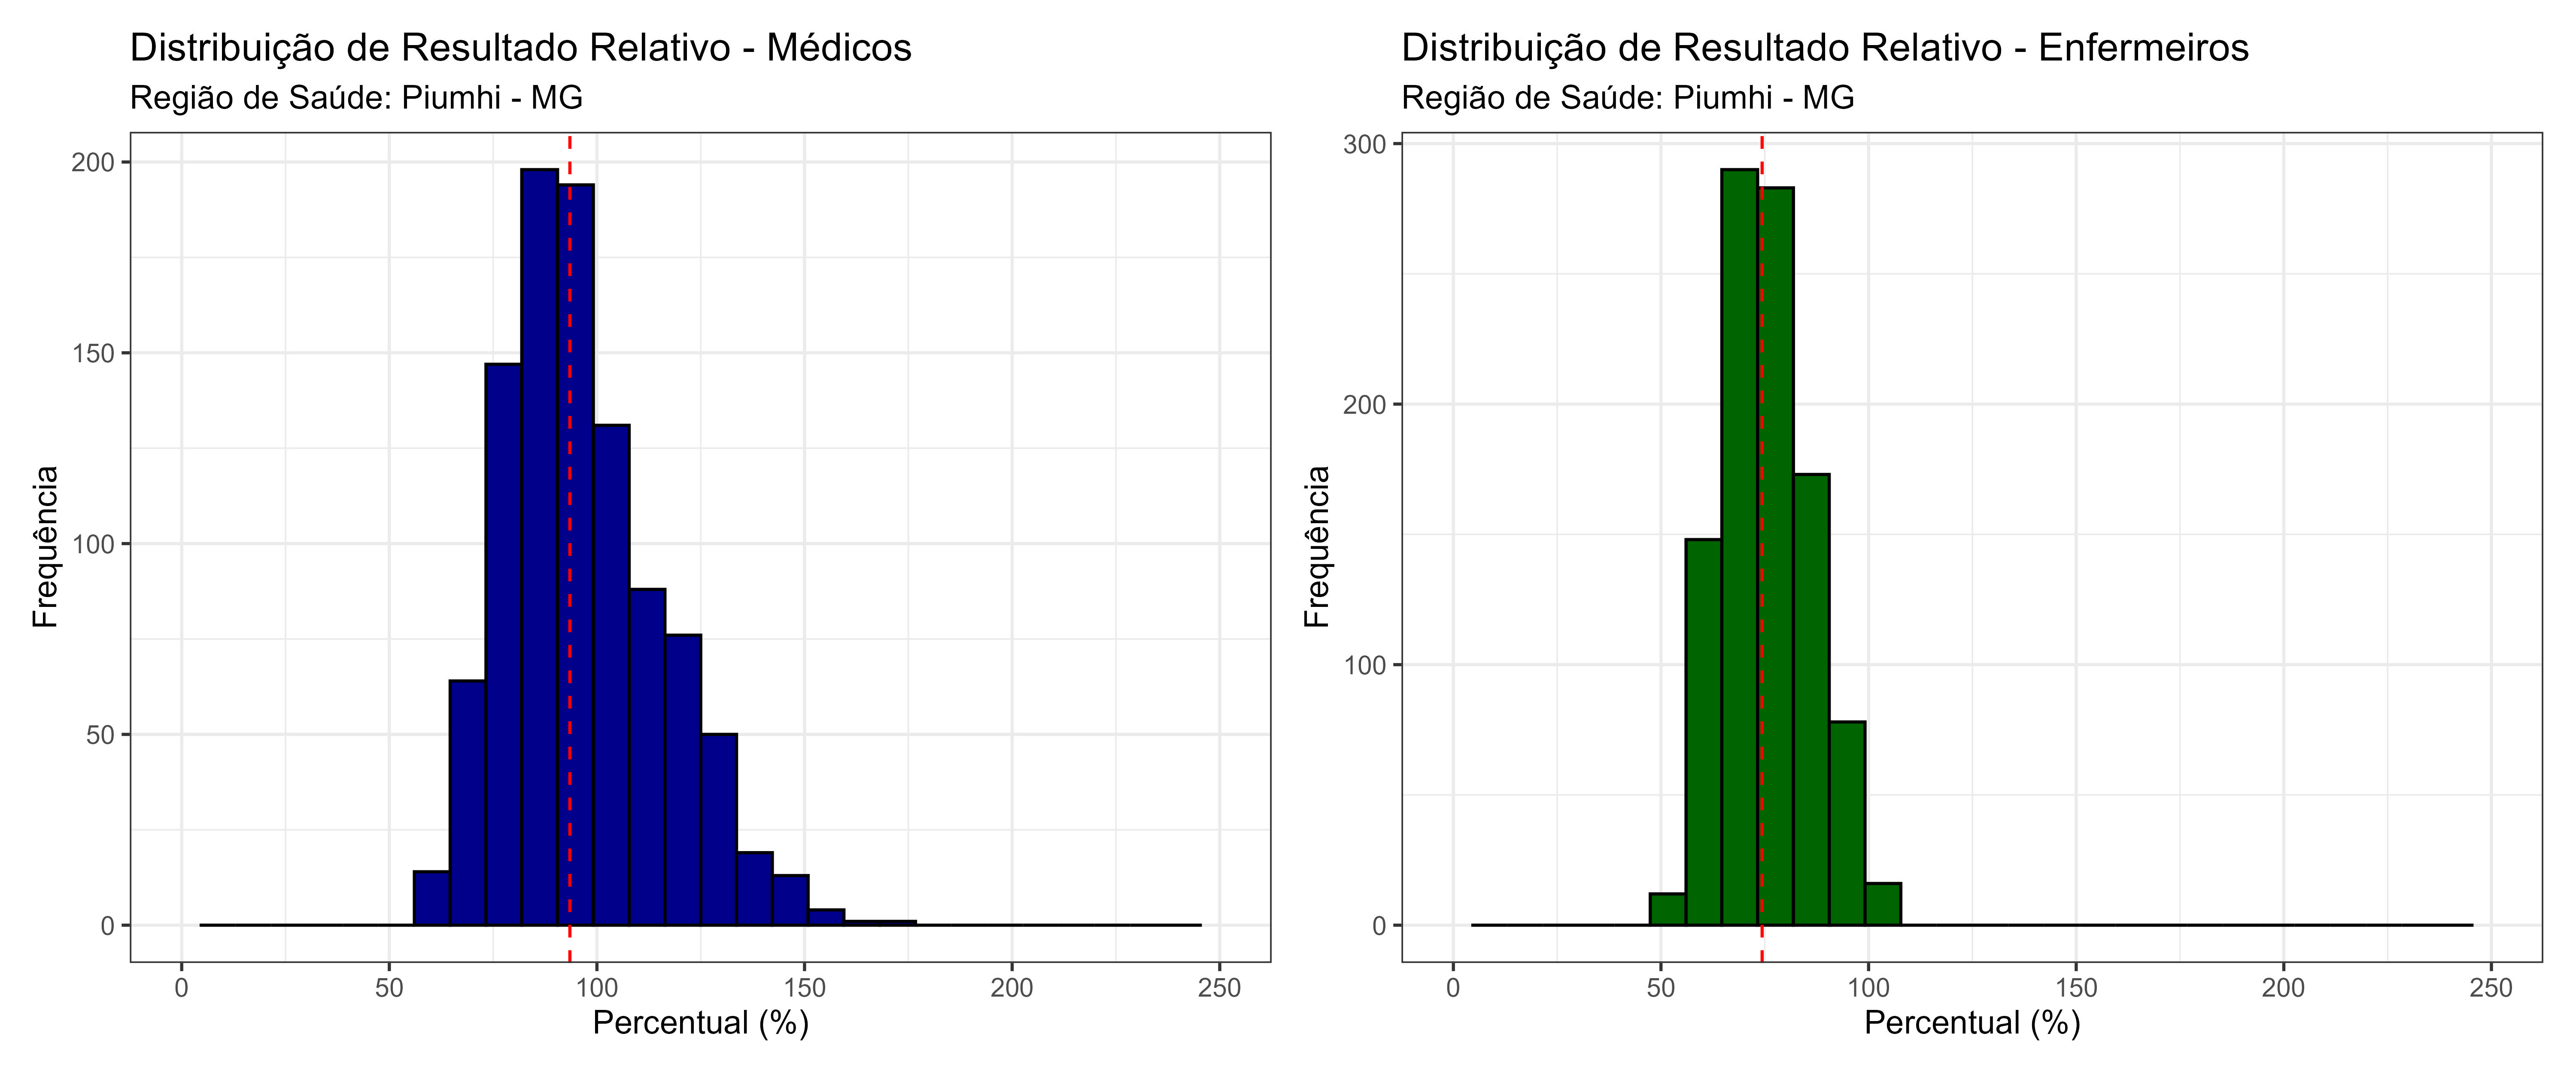 Distribuição de Resultado Relativo - Médicos
Região de Saúde: Piumhi - MG
Frequência
200
150
100
50
0
0 50 100 150 200 250
Percentual (%)
Distribuição de Resultado Relativo - Enfermeiros
Região de Saúde: Piumhi - MG
Frequência
300
200
100
0
0 50 100 150 200 250
Percentual (%)